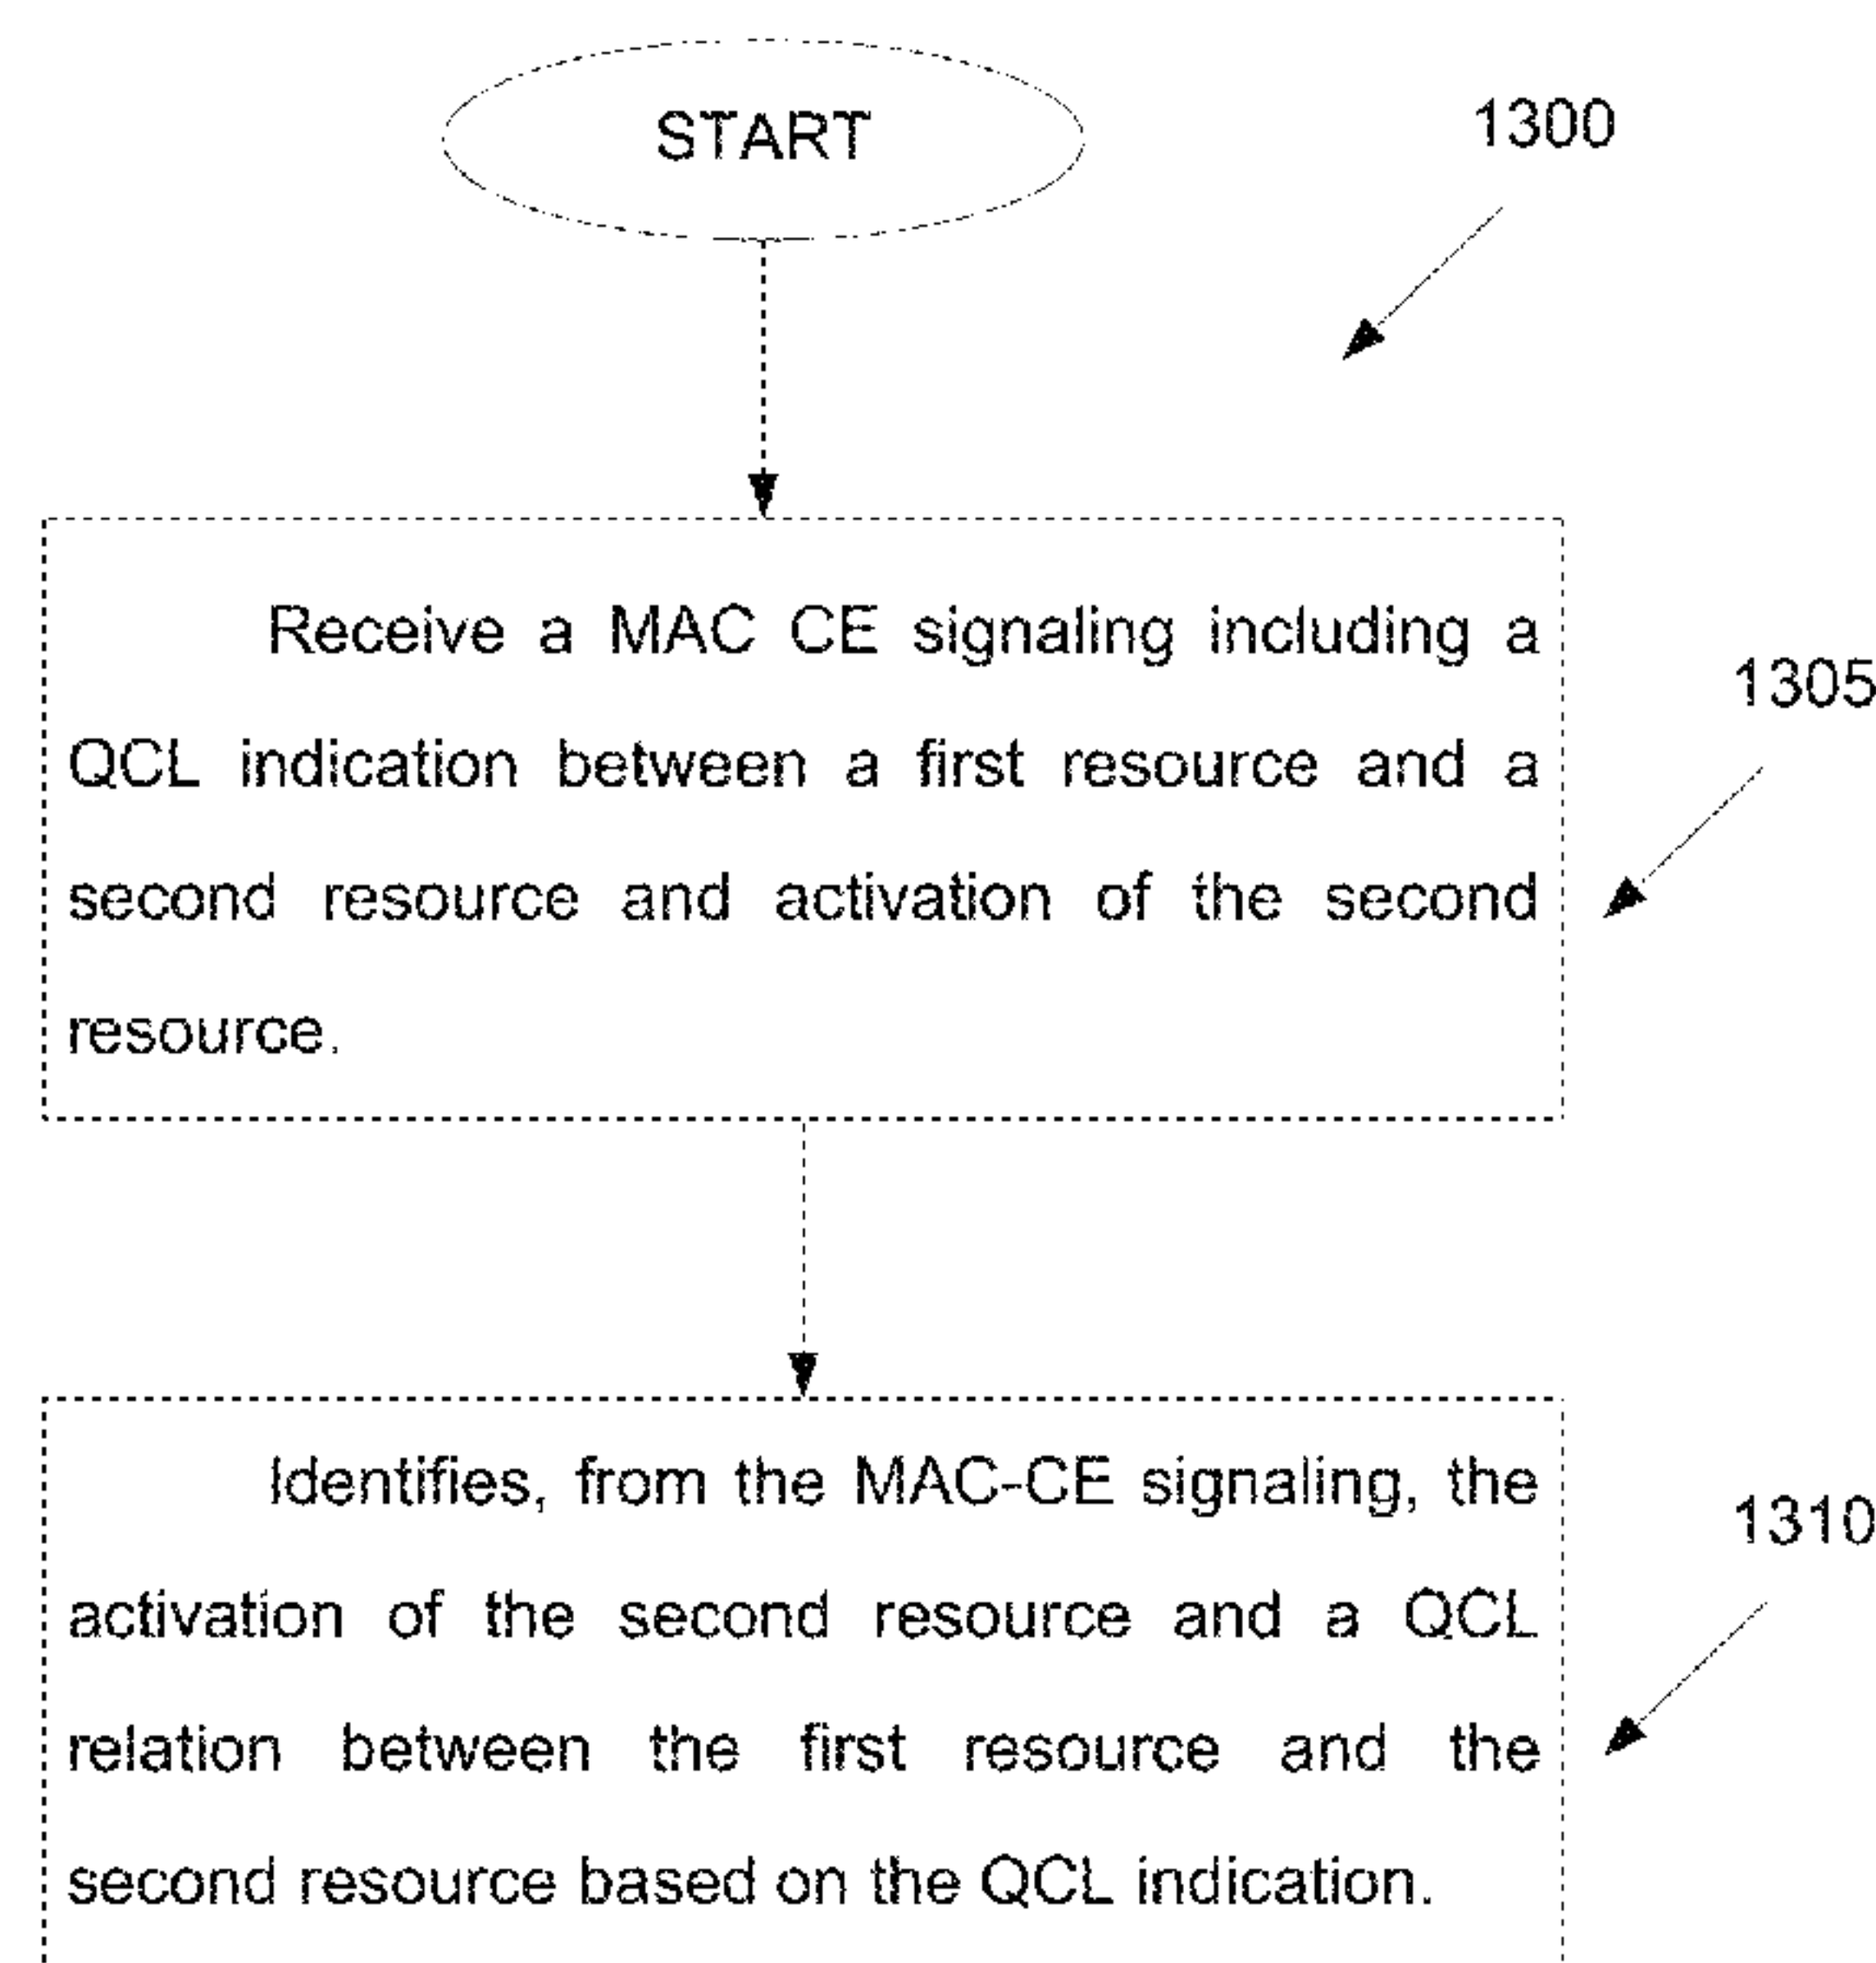 START
1300
Receive a MAC CE signaling including a
QCL indication between a first resource and a
second resource and activation of the second
resource.
1305
Identifies, from the MAC-CE signaling, the
activation of the second resource and a QCL
relation between the first resource and the
second resource based on the QCL indication.
1310